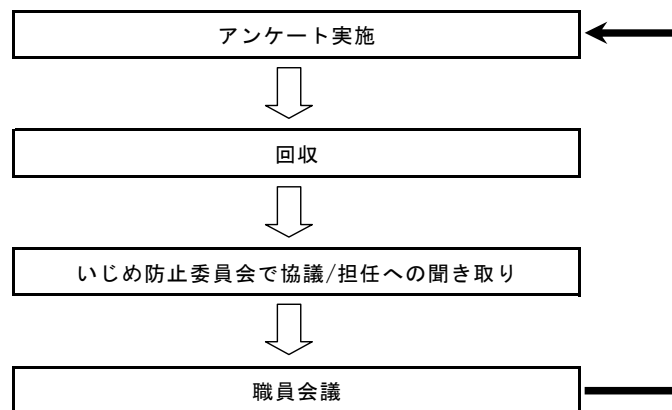 アンケート実施
回収
いじめ防止委員会で協議/担任への聞き取り
職員会議